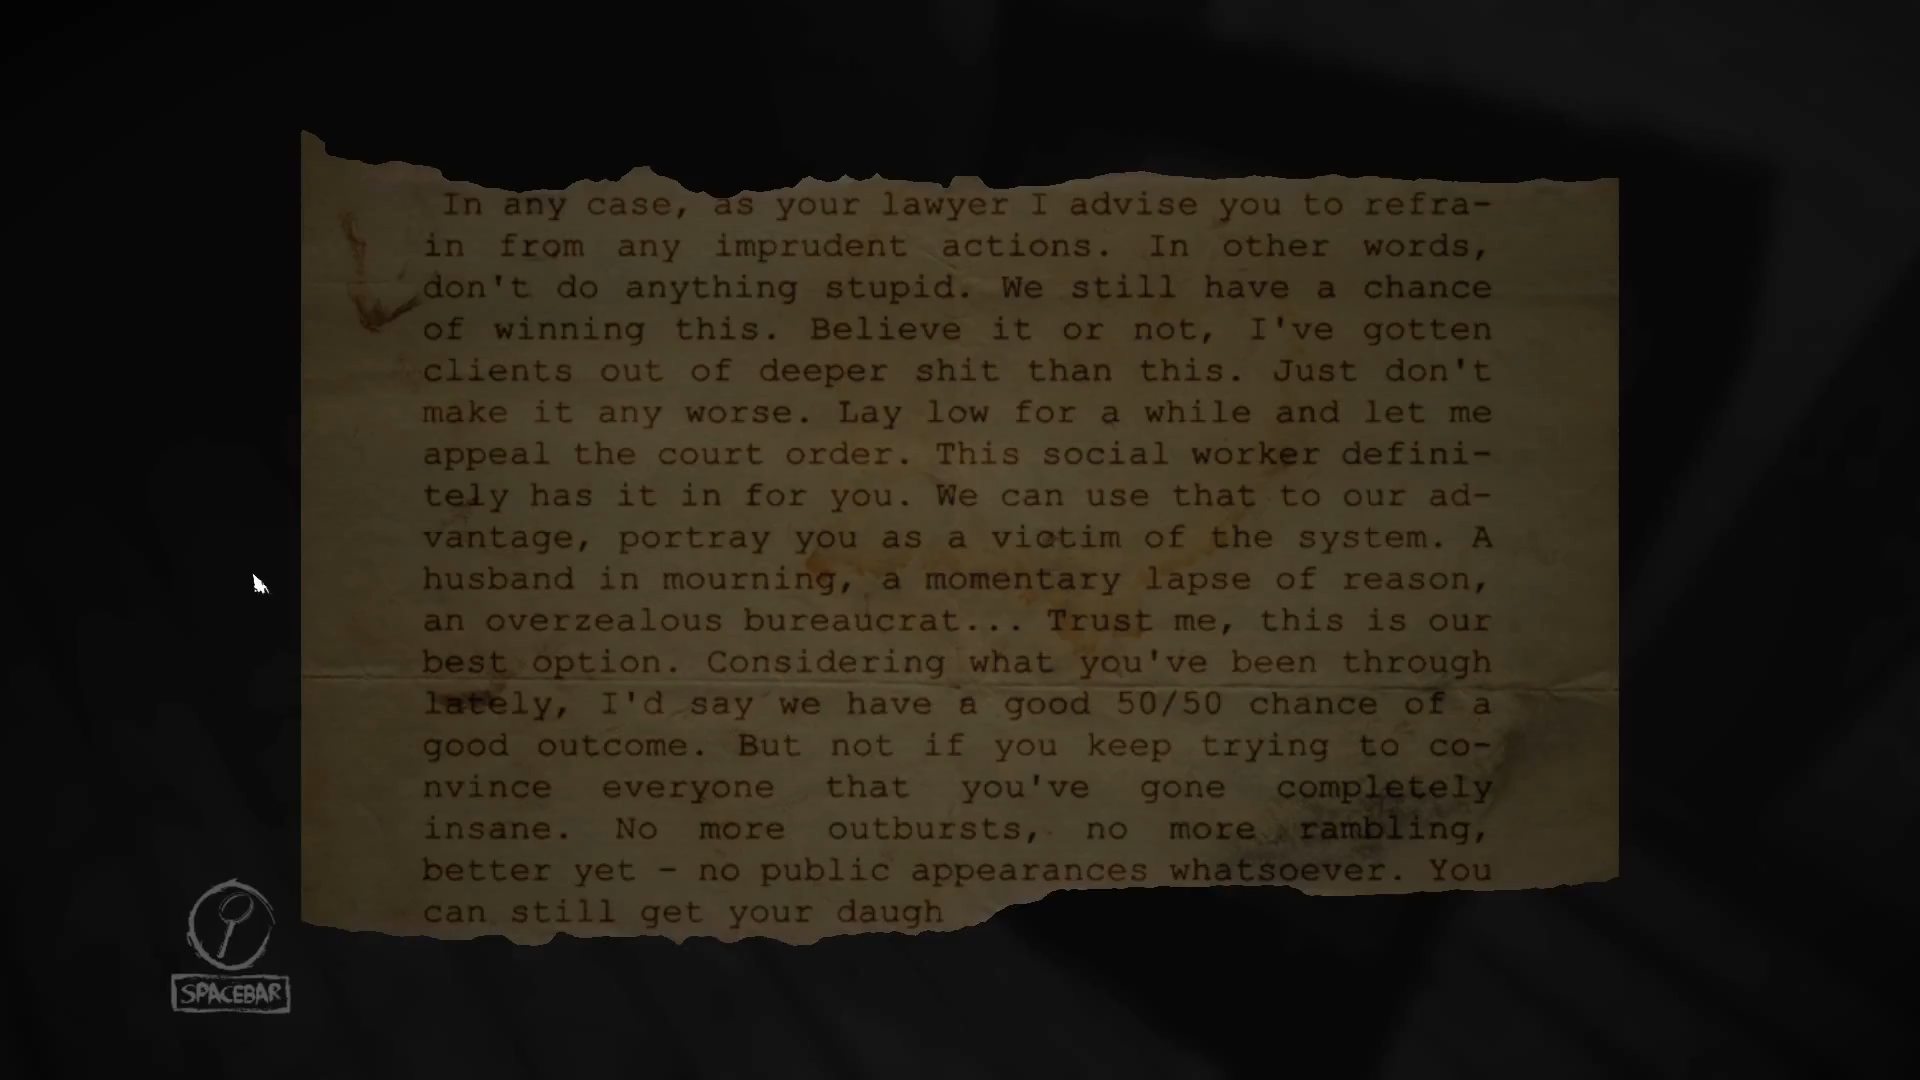 In any case, as your lawyer I advise you to refra-
in from any imprudent actions. In other words,
don't do anything stupid. We still have a chance
of winning this. Believe it or not, I've gotten
clients out of deeper shit than this. Just don't
make it any worse. Lay low for a while and let me
appeal the court order. This social worker defini-
tely has it in for you. We can use that to our ad-
vantage, portray you as a victim of the system. A
husband in mourning, a momentary lapse of reason,
an overzealous bureaucrat... Trust me, this is our
best option. Considering what you've been through
lately, I'd say we have a good 50/50 chance of a
good outcome. But not if you keep trying to co-
nvince everyone that you've gone completely
insane. No more outbursts, no more rambling,
better yet - no public appearances whatsoever. You
can still get your daugh
SPACEBAR